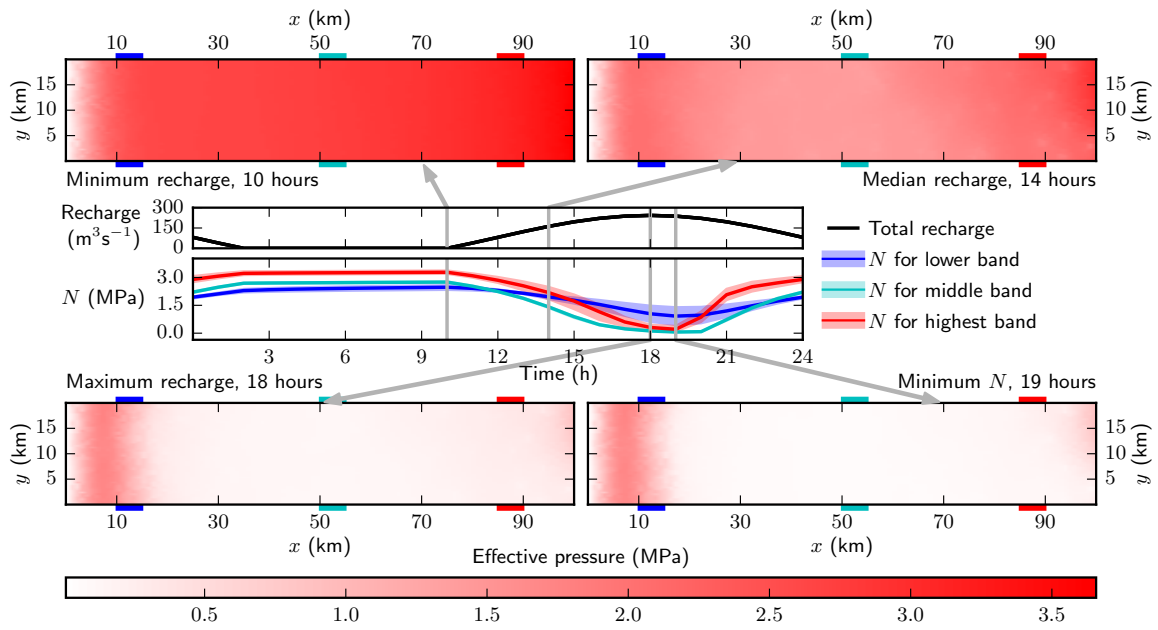 x (km) x (km)
10 30 50 70 90 10 30 50 70 90
y (km) 15 10 5 15 10 5 y (km)
Minimum recharge, 10 hours Median recharge, 14 hours
Recharge (m³s⁻¹) 300 150 0
N (MPa) 3.0 1.5 0.0
3 6 9 12 15 18 21 24
Time (h)
Total recharge
N for lower band
N for middle band
N for highest band
Maximum recharge, 18 hours Minimum N, 19 hours
y (km) 15 10 5 15 10 5 y (km)
10 30 50 70 90 10 30 50 70 90
x (km) x (km)
Effective pressure (MPa)
0.5 1.0 1.5 2.0 2.5 3.0 3.5